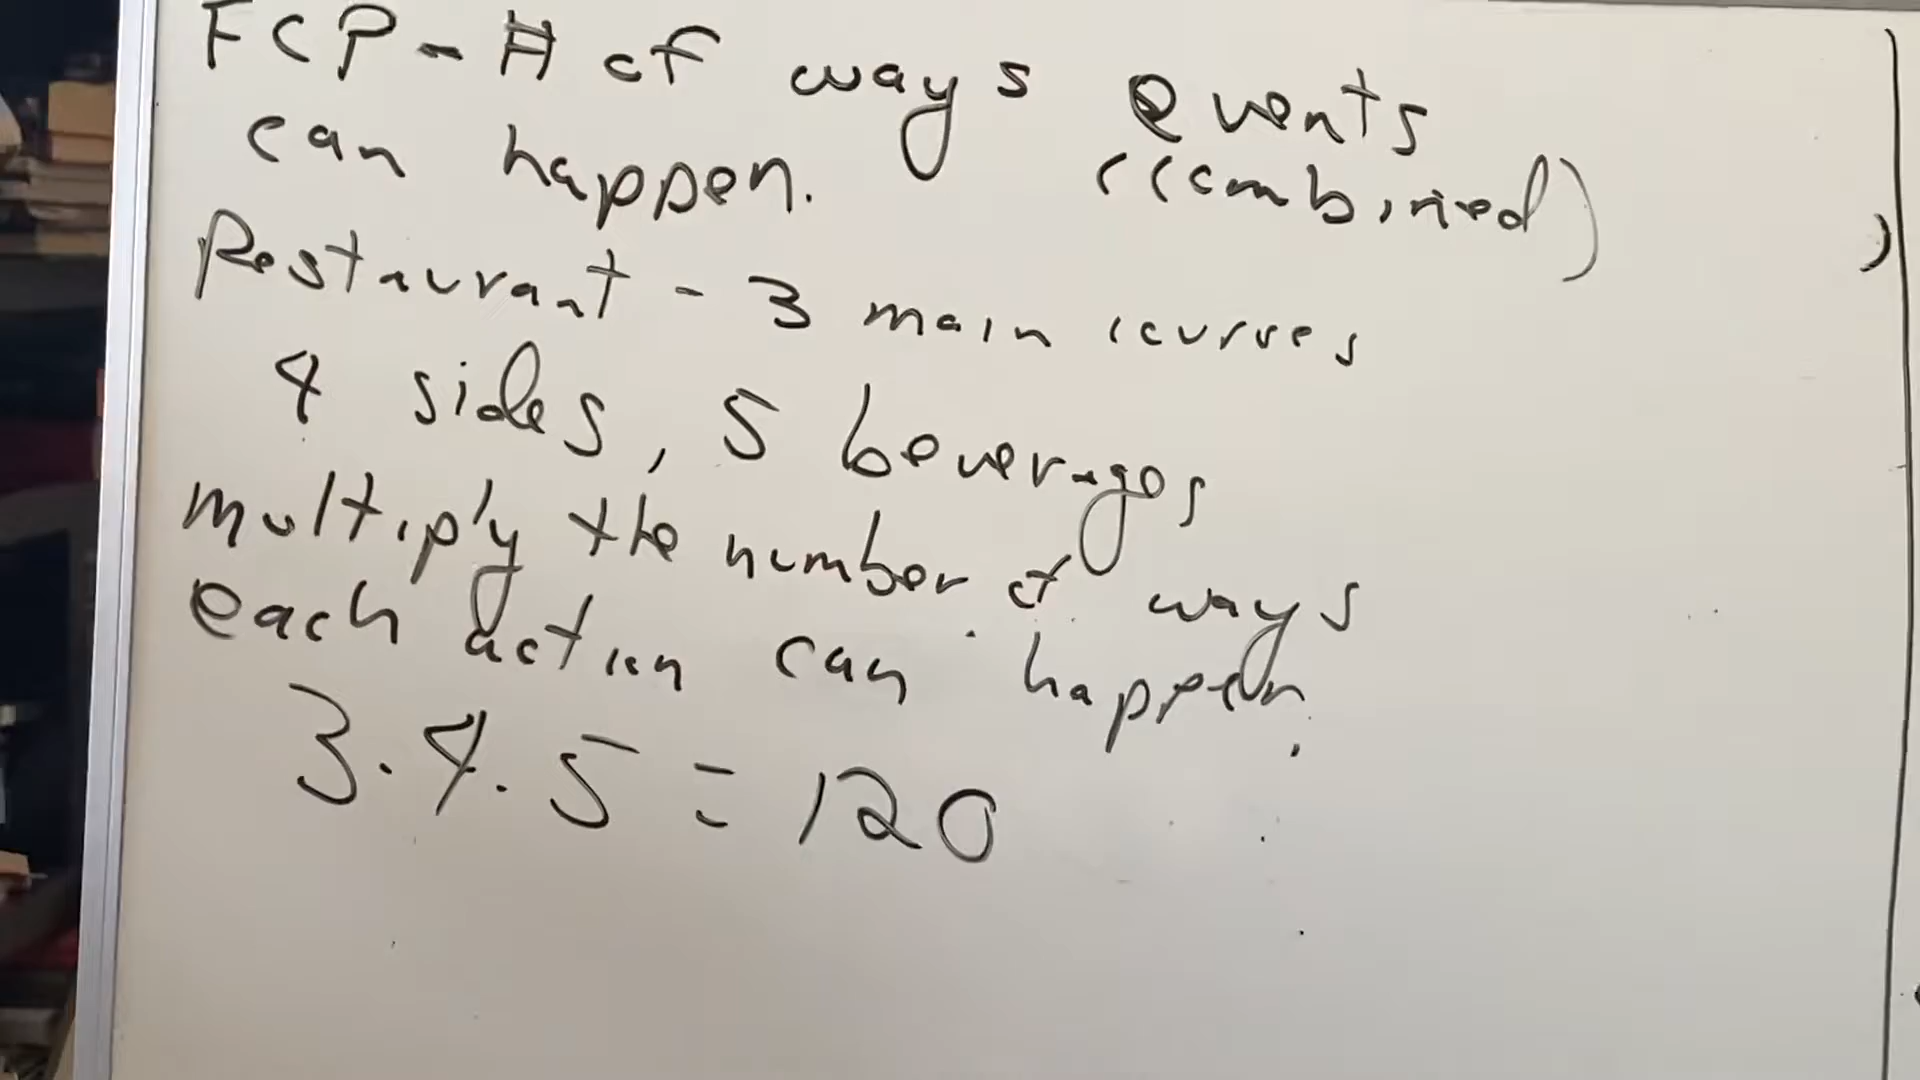 FCP - # of ways events
can happen. (combined)
Restaurant - 3 main courses
4 sides, 5 beverages
multiply the number of ways
each action can happen.
3.4.5 = 120